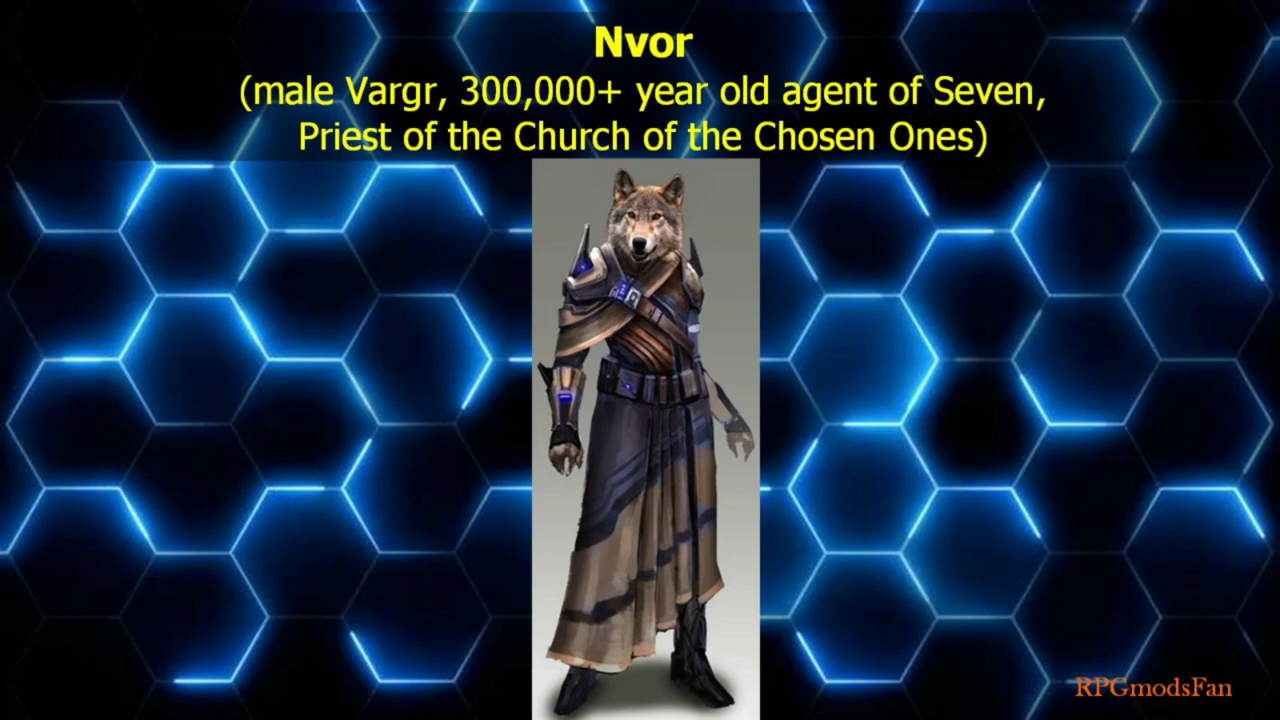 Nvor
(male Vargr, 300,000+ year old agent of Seven,
Priest of the Church of the Chosen Ones)
RPGmodsFan